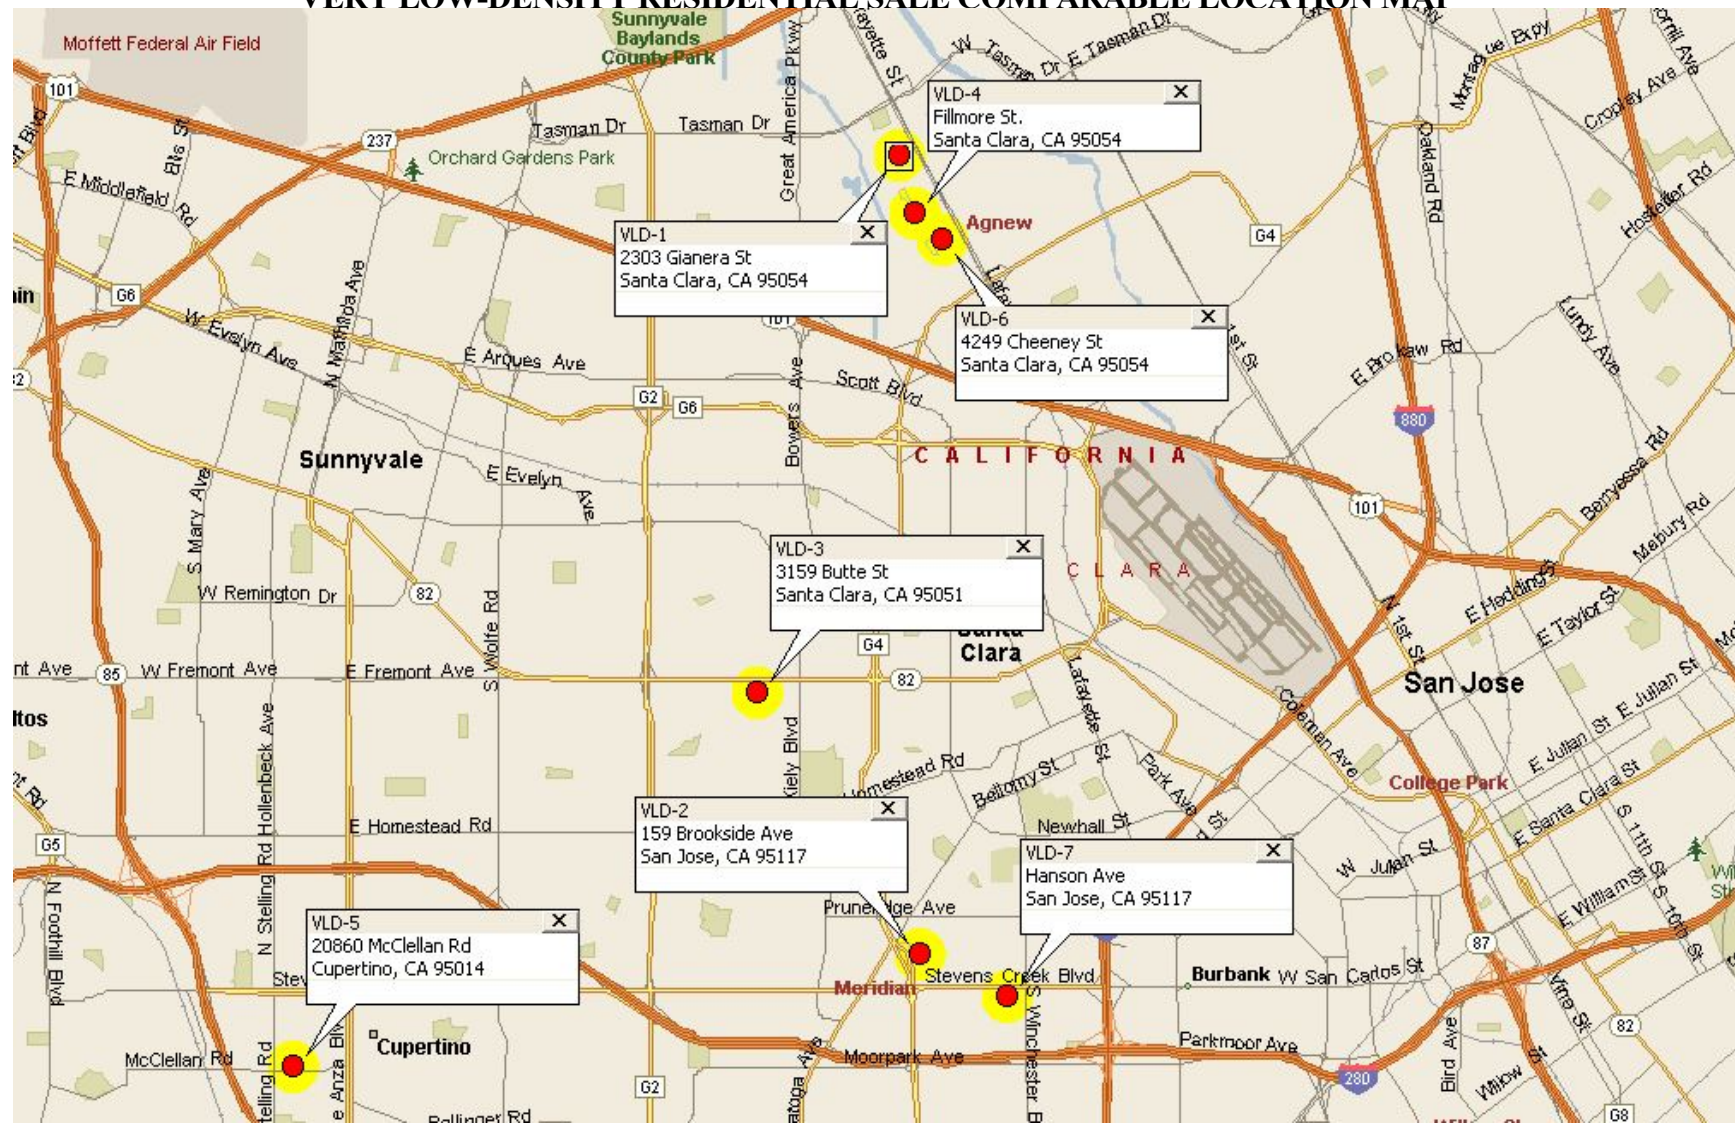 VERY LOW-DENSITY RESIDENTIAL SALE COMPARABLE LOCATION MAP
Moffett Federal Air Field
Sunnyvale
Baylands
County Park
Great America Pkwy
W Tasman Dr
E Tasman Dr
Montague Expy
Cropley Ave
101
237
Ellis St
Tasman Dr
Tasman Dr
Orchard Gardens Park
E Middlefield Rd
VLD-4
Fillmore St.
Santa Clara, CA 95054
Oakland Rd
Hostetter Rd
Agnew
G4
VLD-1
2303 Gianera St
Santa Clara, CA 95054
G6
N Mathilda Ave
W Evelyn Ave
101
VLD-6
4249 Cheeney St
Santa Clara, CA 95054
1st St
E Brokaw Rd
Lundy Ave
E Arques Ave
Scott Blvd
Bowers Ave
G2
G6
880
Sunnyvale
CALIFORNIA
E Evelyn Ave
S Mary Ave
101
Berryessa Rd
Mabury Rd
VLD-3
3159 Butte St
Santa Clara, CA 95051
CLARA
W Remington Dr
82
S Wolfe Rd
E Hedding St
E Taylor St
N 1st St
Santa
Clara
G4
82
85
W Fremont Ave
E Fremont Ave
San Jose
Lafayette St
Coleman Ave
E Julian St
E Julian St
Kiely Blvd
Homestead Rd
Bellomy St
Park Ave
College Park
E Santa Clara St
S 11th St
S 10th St
N Stelling Rd Hollenbeck Ave
E Homestead Rd
G5
VLD-2
159 Brookside Ave
San Jose, CA 95117
Newhall St
VLD-7
Hanson Ave
San Jose, CA 95117
W Julian St
E William St
N Foothill Blvd
Pruneridge Ave
VLD-5
20860 McClellan Rd
Cupertino, CA 95014
87
Stevens Creek Blvd
Meridian
Burbank
W San Carlos St
S Winchester B
Vine St
82
Cupertino
McClellan Rd
Moorpark Ave
Parkmoor Ave
Bird Ave
Willow St
280
G2
G8
Bollinger Rd